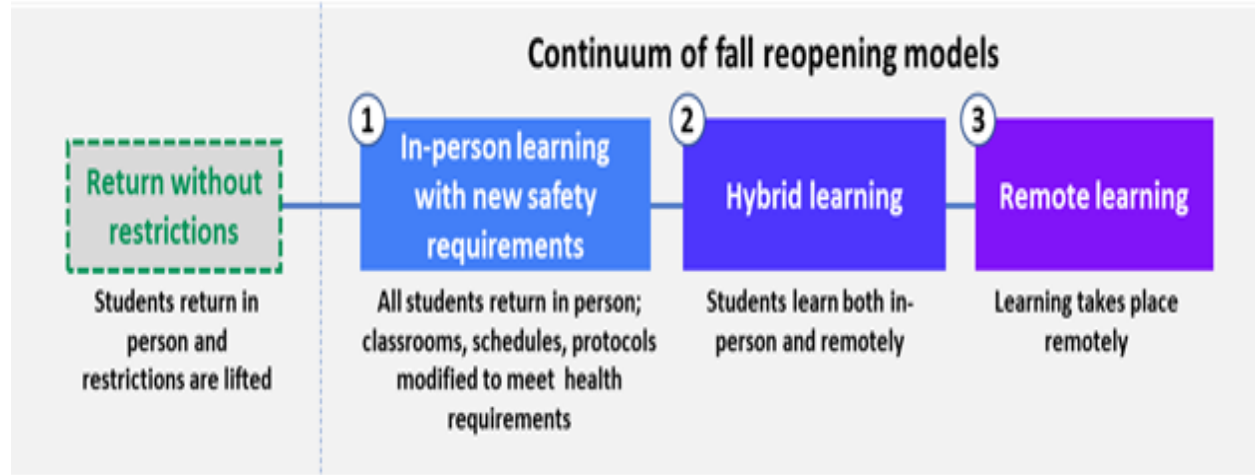 Continuum of fall reopening models
Return without
restrictions
Students return in
person and
restrictions are lifted
1
In-person learning
with new safety
requirements
All students return in person;
classrooms, schedules, protocols
modified to meet health
requirements
2
Hybrid learning
Students learn both in-
person and remotely
3
Remote learning
Learning takes place
remotely